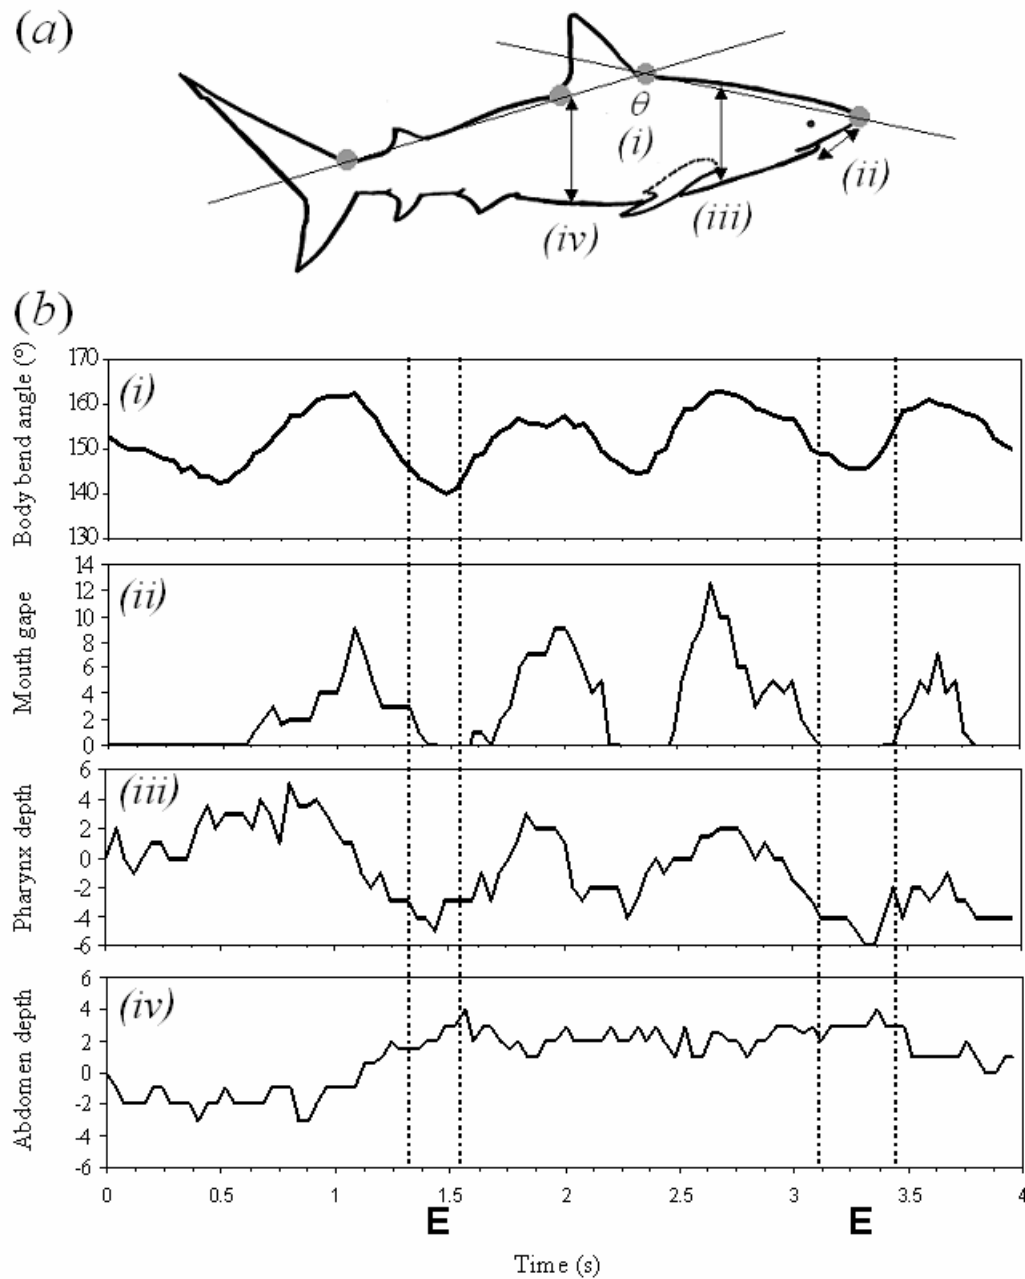 (a)
θ
(i)
(ii)
(iii)
(iv)
(b)
Body bend angle (º)
170
160
150
140
130
(i)
Mouth gape
14
12
10
8
6
4
2
0
(ii)
Pharynx depth
6
4
2
0
-2
-4
-6
(iii)
Abdomen depth
6
4
2
0
-2
-4
-6
(iv)
0 0.5 1 1.5 2 2.5 3 3.5 4
E E
Time (s)